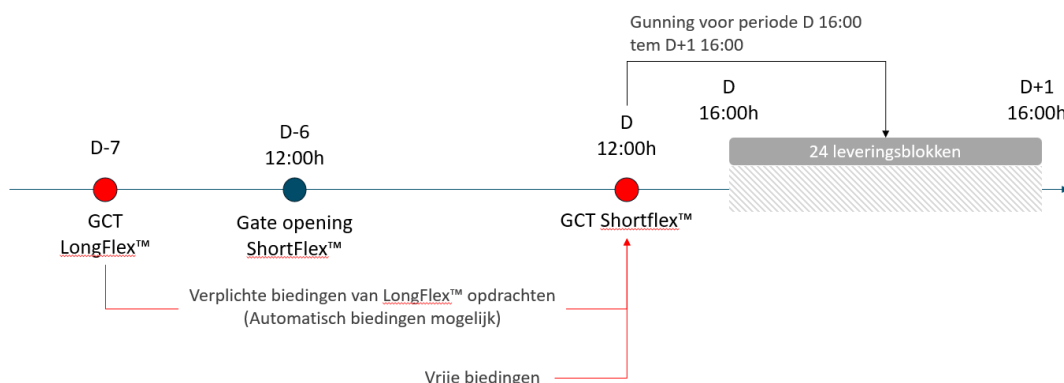 Gunning voor periode D 16:00
tem D+1 16:00
D
16:00h
D+1
16:00h
D-7
D-6
12:00h
D
12:00h
24 leveringsblokken
GCT
LongFlex™
Gate opening
ShortFlex™
GCT Shortflex™
Verplichte biedingen van LongFlex™ opdrachten
(Automatisch biedingen mogelijk)
Vrije biedingen